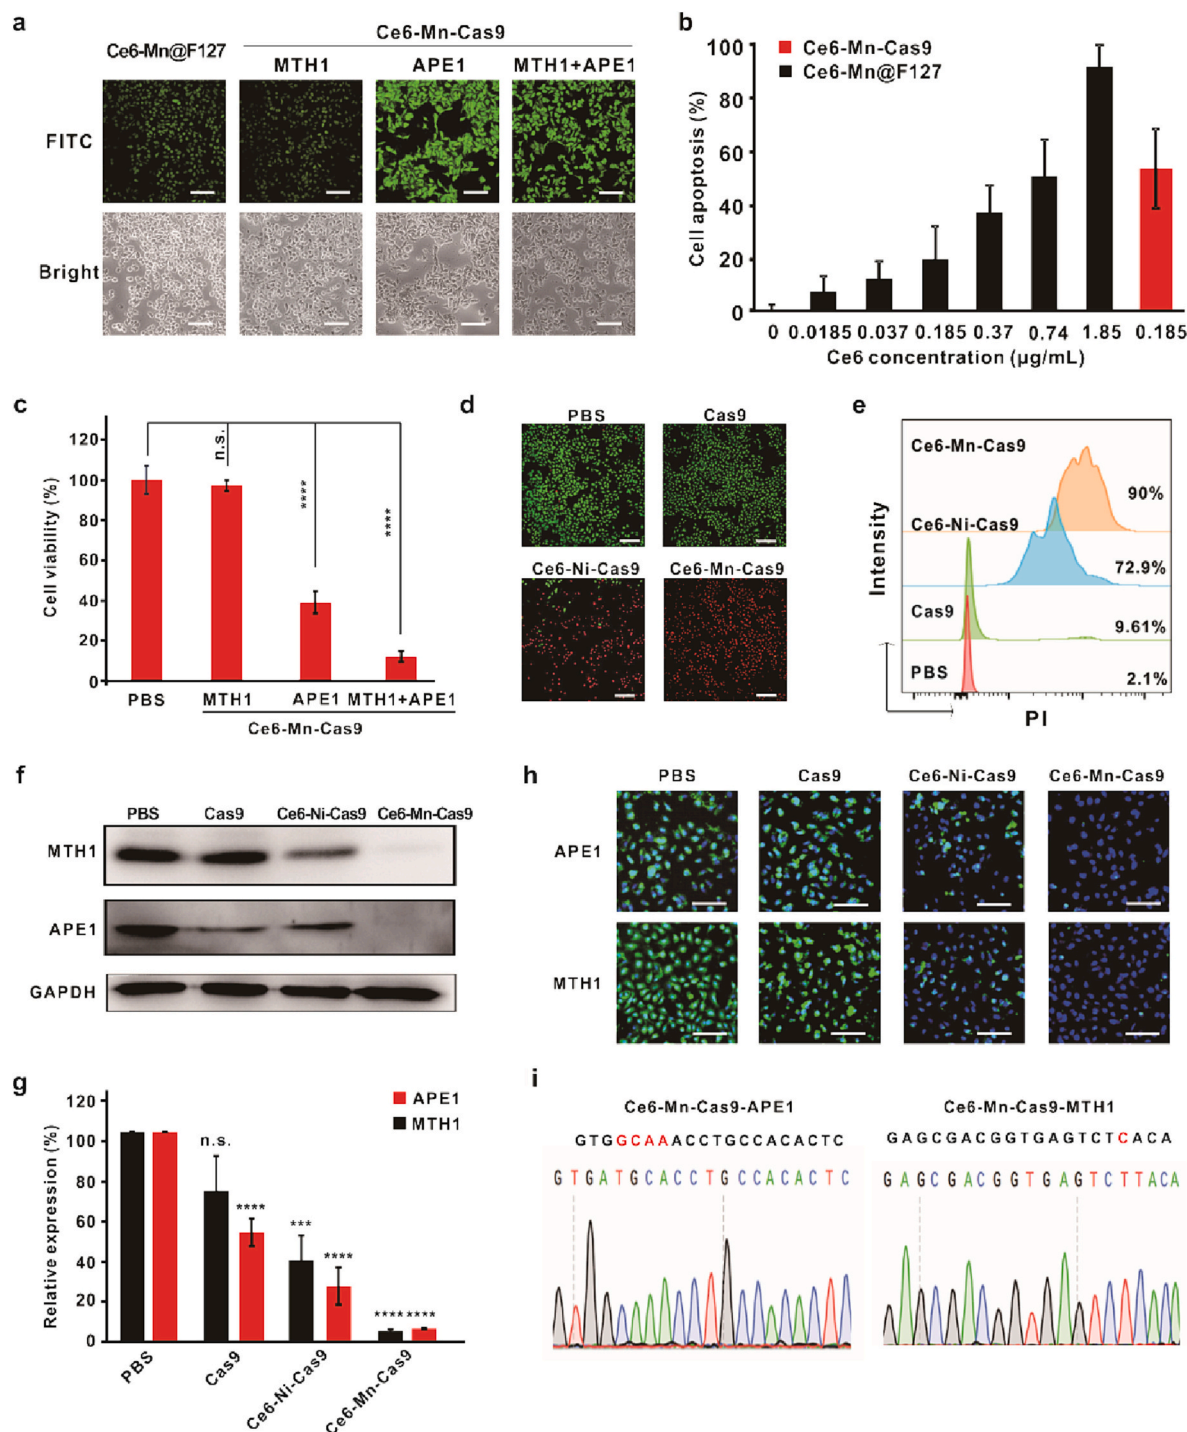 a
Ce6-Mn@F127
Ce6-Mn-Cas9
MTH1
APE1
MTH1+APE1
FITC
Bright
b
Cell apoptosis (%)
100
80
60
40
20
0
Ce6-Mn-Cas9
Ce6-Mn@F127
0 0.0185 0.037 0.185 0.37 0.74 1.85 0.185
Ce6 concentration (μg/mL)
c
Cell viability (%)
120
100
80
60
40
20
0
n.s.
****
****
PBS MTH1 APE1 MTH1+APE1
Ce6-Mn-Cas9
d
PBS Cas9
Ce6-Ni-Cas9 Ce6-Mn-Cas9
e
Intensity
Ce6-Mn-Cas9
90%
Ce6-Ni-Cas9
72.9%
Cas9
9.61%
PBS
2.1%
PI
f
PBS Cas9 Ce6-Ni-Cas9 Ce6-Mn-Cas9
MTH1
APE1
GAPDH
h
PBS Cas9 Ce6-Ni-Cas9 Ce6-Mn-Cas9
APE1
MTH1
g
Relative expression (%)
120
100
80
60
40
20
0
APE1
MTH1
n.s.
****
***
****
**** ****
PBS Cas9 Ce6-Ni-Cas9 Ce6-Mn-Cas9
i
Ce6-Mn-Cas9-APE1
GTGGCAAACCTGCCACACTC
GTGATGCACCTGCCACACTC
Ce6-Mn-Cas9-MTH1
GAGCGACGGTGAGTCTCACA
GAGCGACGGTGAGTCTTACA